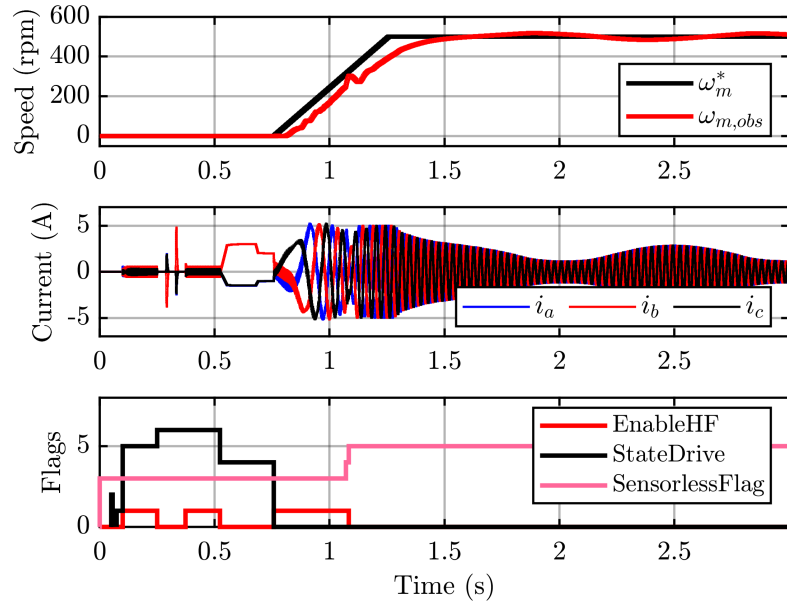 600
400
200
0
Speed (rpm)
ω*m
ωm,obs
0 0.5 1 1.5 2 2.5
5
0
-5
Current (A)
ia ib ic
0 0.5 1 1.5 2 2.5
5
0
Flags
EnableHF
StateDrive
SensorlessFlag
0 0.5 1 1.5 2 2.5
Time (s)